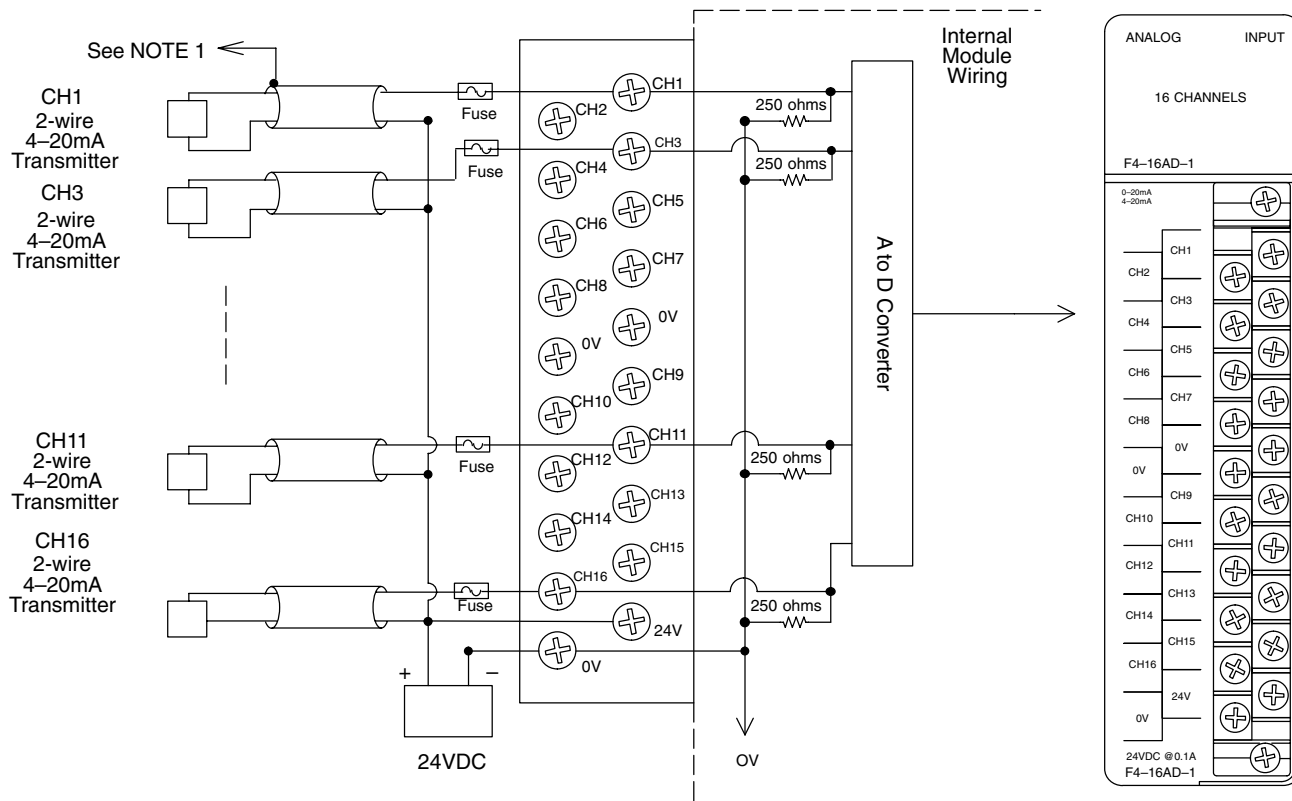 See NOTE 1
CH1
2-wire
4–20mA
Transmitter
CH3
2-wire
4–20mA
Transmitter
CH11
2-wire
4–20mA
Transmitter
CH16
2-wire
4–20mA
Transmitter
Fuse
Fuse
Fuse
Fuse
+
–
24VDC
CH1
CH2
CH3
CH4
CH5
CH6
CH7
CH8
0V
0V
CH9
CH10
CH11
CH12
CH13
CH14
CH15
CH16
24V
0V
Internal
Module
Wiring
250 ohms
250 ohms
250 ohms
250 ohms
OV
A to D Converter
ANALOG INPUT
16 CHANNELS
F4–16AD–1
0–20mA
4–20mA
CH1
CH2
CH3
CH4
CH5
CH6
CH7
CH8
0V
0V
CH9
CH10
CH11
CH12
CH13
CH14
CH15
CH16
24V
0V
24VDC @0.1A
F4–16AD–1